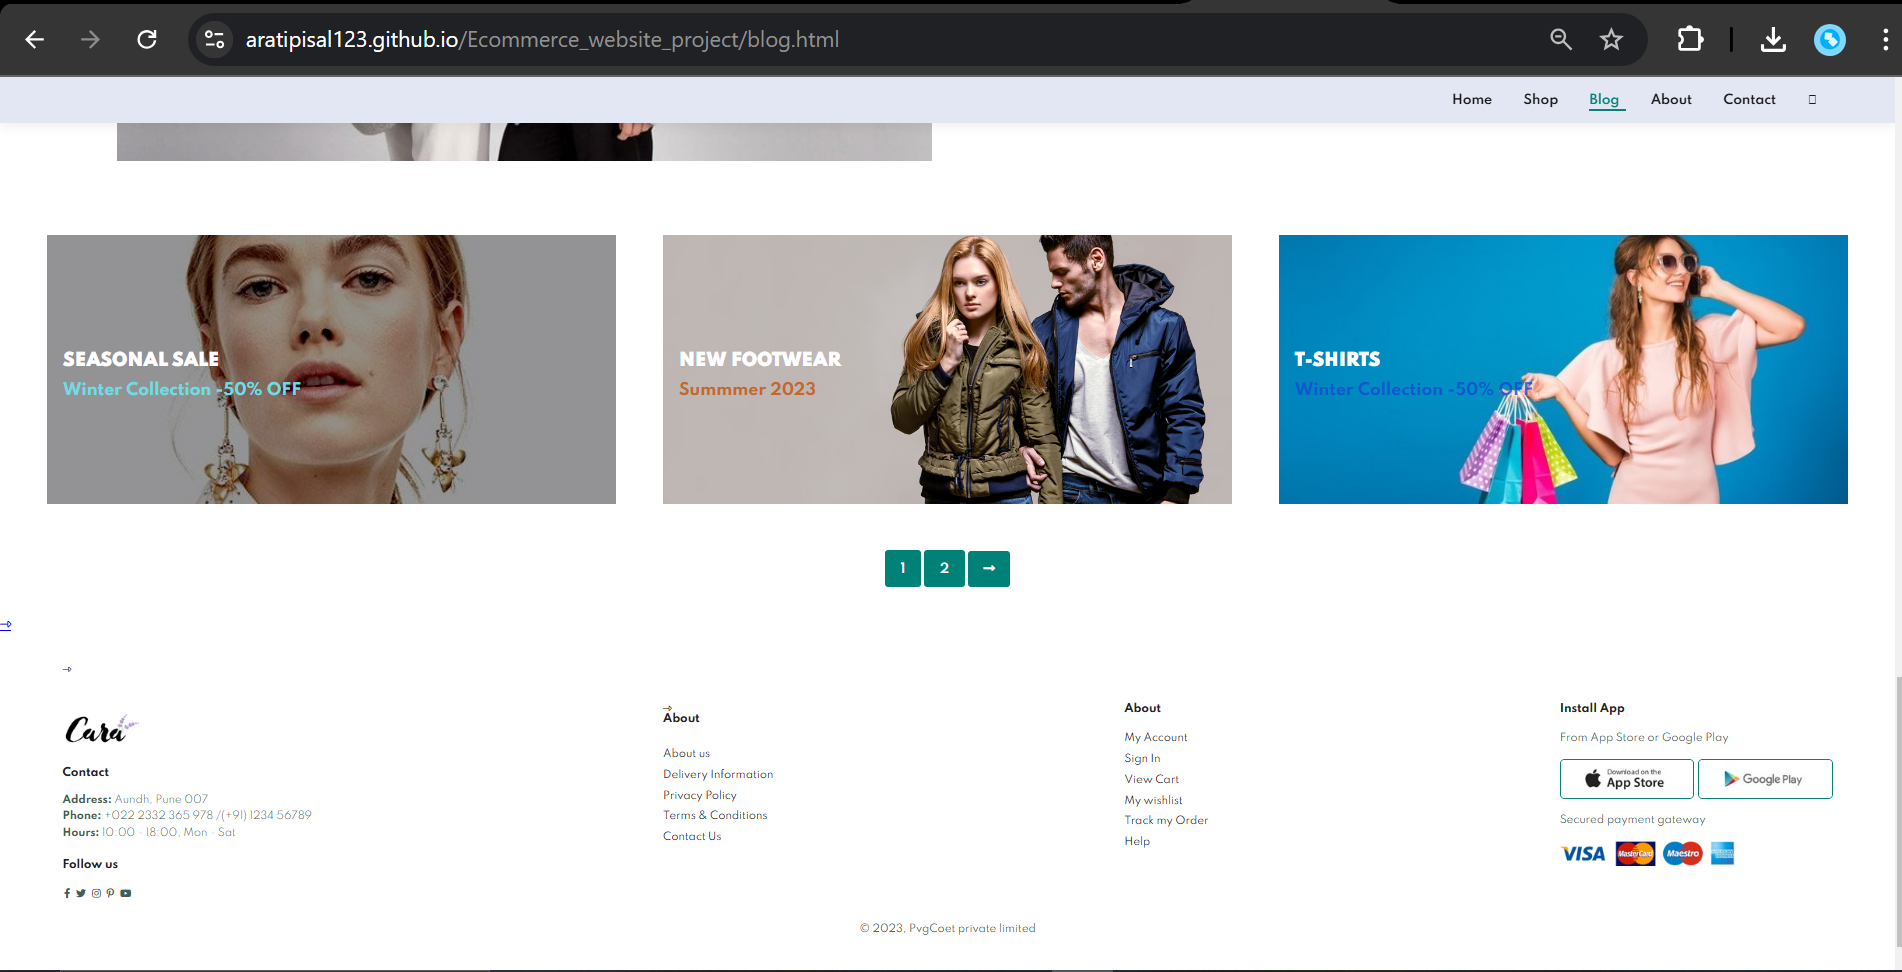 aratipisal123.github.io/Ecommerce_website_project/blog.html
Home Shop Blog About Contact
SEASONAL SALE
Winter Collection -50% OFF
NEW FOOTWEAR
Summmer 2023
T-SHIRTS
Winter Collection -50% OFF
1 2 →
Cara
Contact
Address: Aundh, Pune 007
Phone: +022 2332 365 978 /(+91) 1234 56789
Hours: 10:00 - 18:00, Mon - Sat
Follow us
About
About us
Delivery Information
Privacy Policy
Terms & Conditions
Contact Us
About
My Account
Sign In
View Cart
My wishlist
Track my Order
Help
Install App
From App Store or Google Play
Download on the
App Store
Google Play
Secured payment gateway
VISA MasterCard Maestro
© 2023, PvgCoet private limited